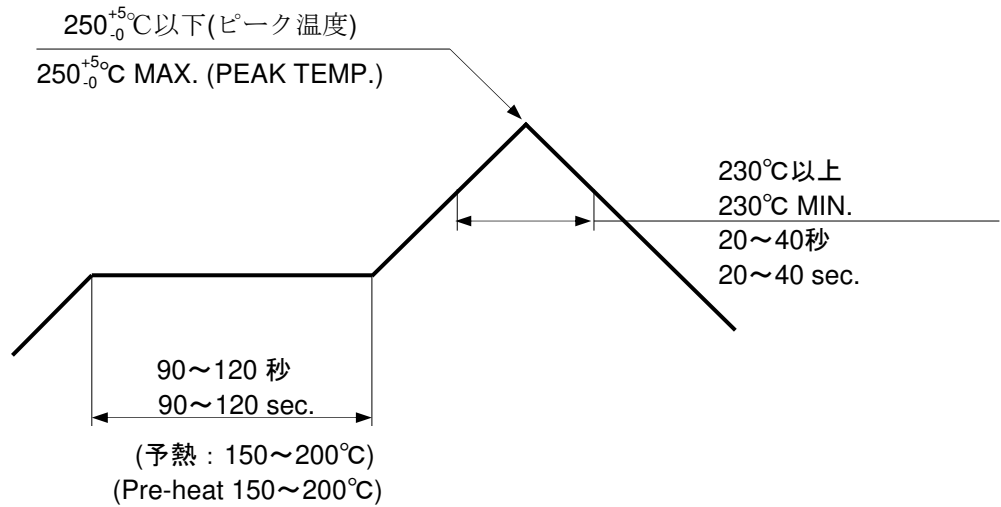 250+5-0℃以下(ピーク温度)
250+5-0℃ MAX. (PEAK TEMP.)
230℃以上
230℃ MIN.
20～40秒
20～40 sec.
90～120 秒
90～120 sec.
(予熱：150～200℃)
(Pre-heat 150～200℃)